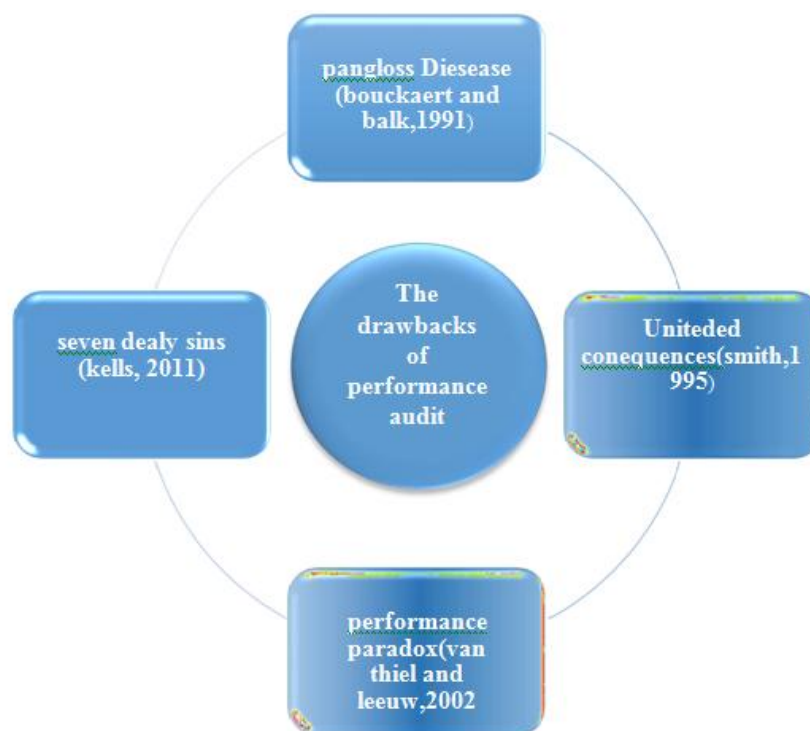 pangloss Diesease
(bouckaert and
balk,1991)
seven dealy sins
(kells, 2011)
The
drawbacks
of
performance
audit
Uniteded
conequences(smith,1
995)
performance
paradox(van
thiel and
leeuw,2002